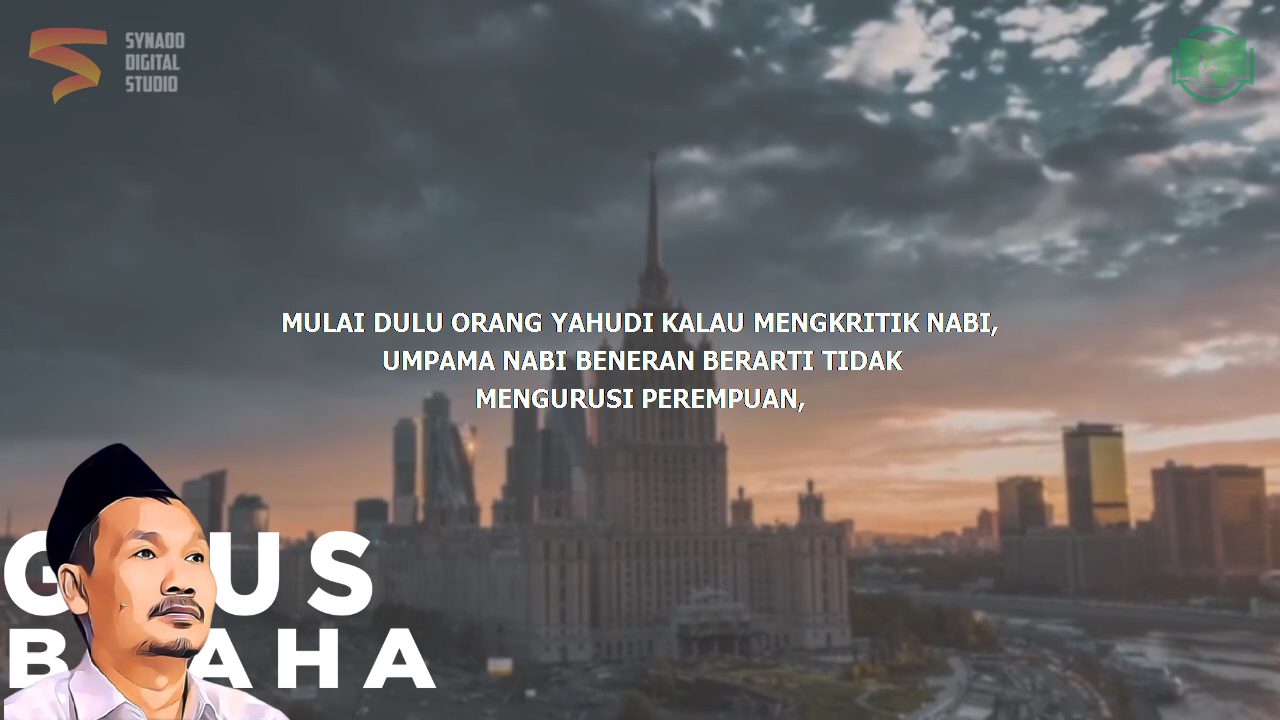 SYNADO
DIGITAL
STUDIO
MULAI DULU ORANG YAHUDI KALAU MENGKRITIK NABI,
UMPAMA NABI BENERAN BERARTI TIDAK
MENGURUSI PEREMPUAN,
GUS
BAHA